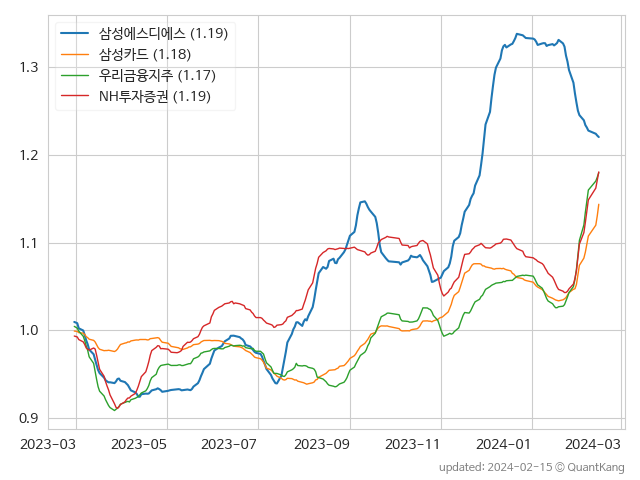 삼성에스디에스 (1.19)
삼성카드 (1.18)
우리금융지주 (1.17)
NH투자증권 (1.19)
1.3
1.2
1.1
1.0
0.9
2023-03 2023-05 2023-07 2023-09 2023-11 2024-01 2024-03
updated: 2024-02-15 © QuantKang